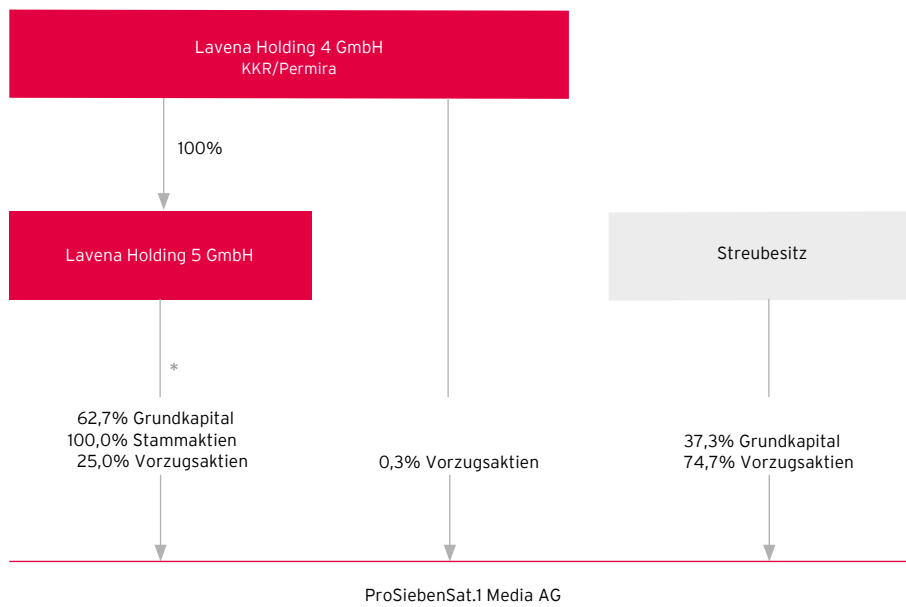 Lavena Holding 4 GmbH
KKR/Permira
100%
Lavena Holding 5 GmbH
Streubesitz
*
62,7% Grundkapital
100,0% Stammaktien
25,0% Vorzugsaktien
0,3% Vorzugsaktien
37,3% Grundkapital
74,7% Vorzugsaktien
ProSiebenSat.1 Media AG